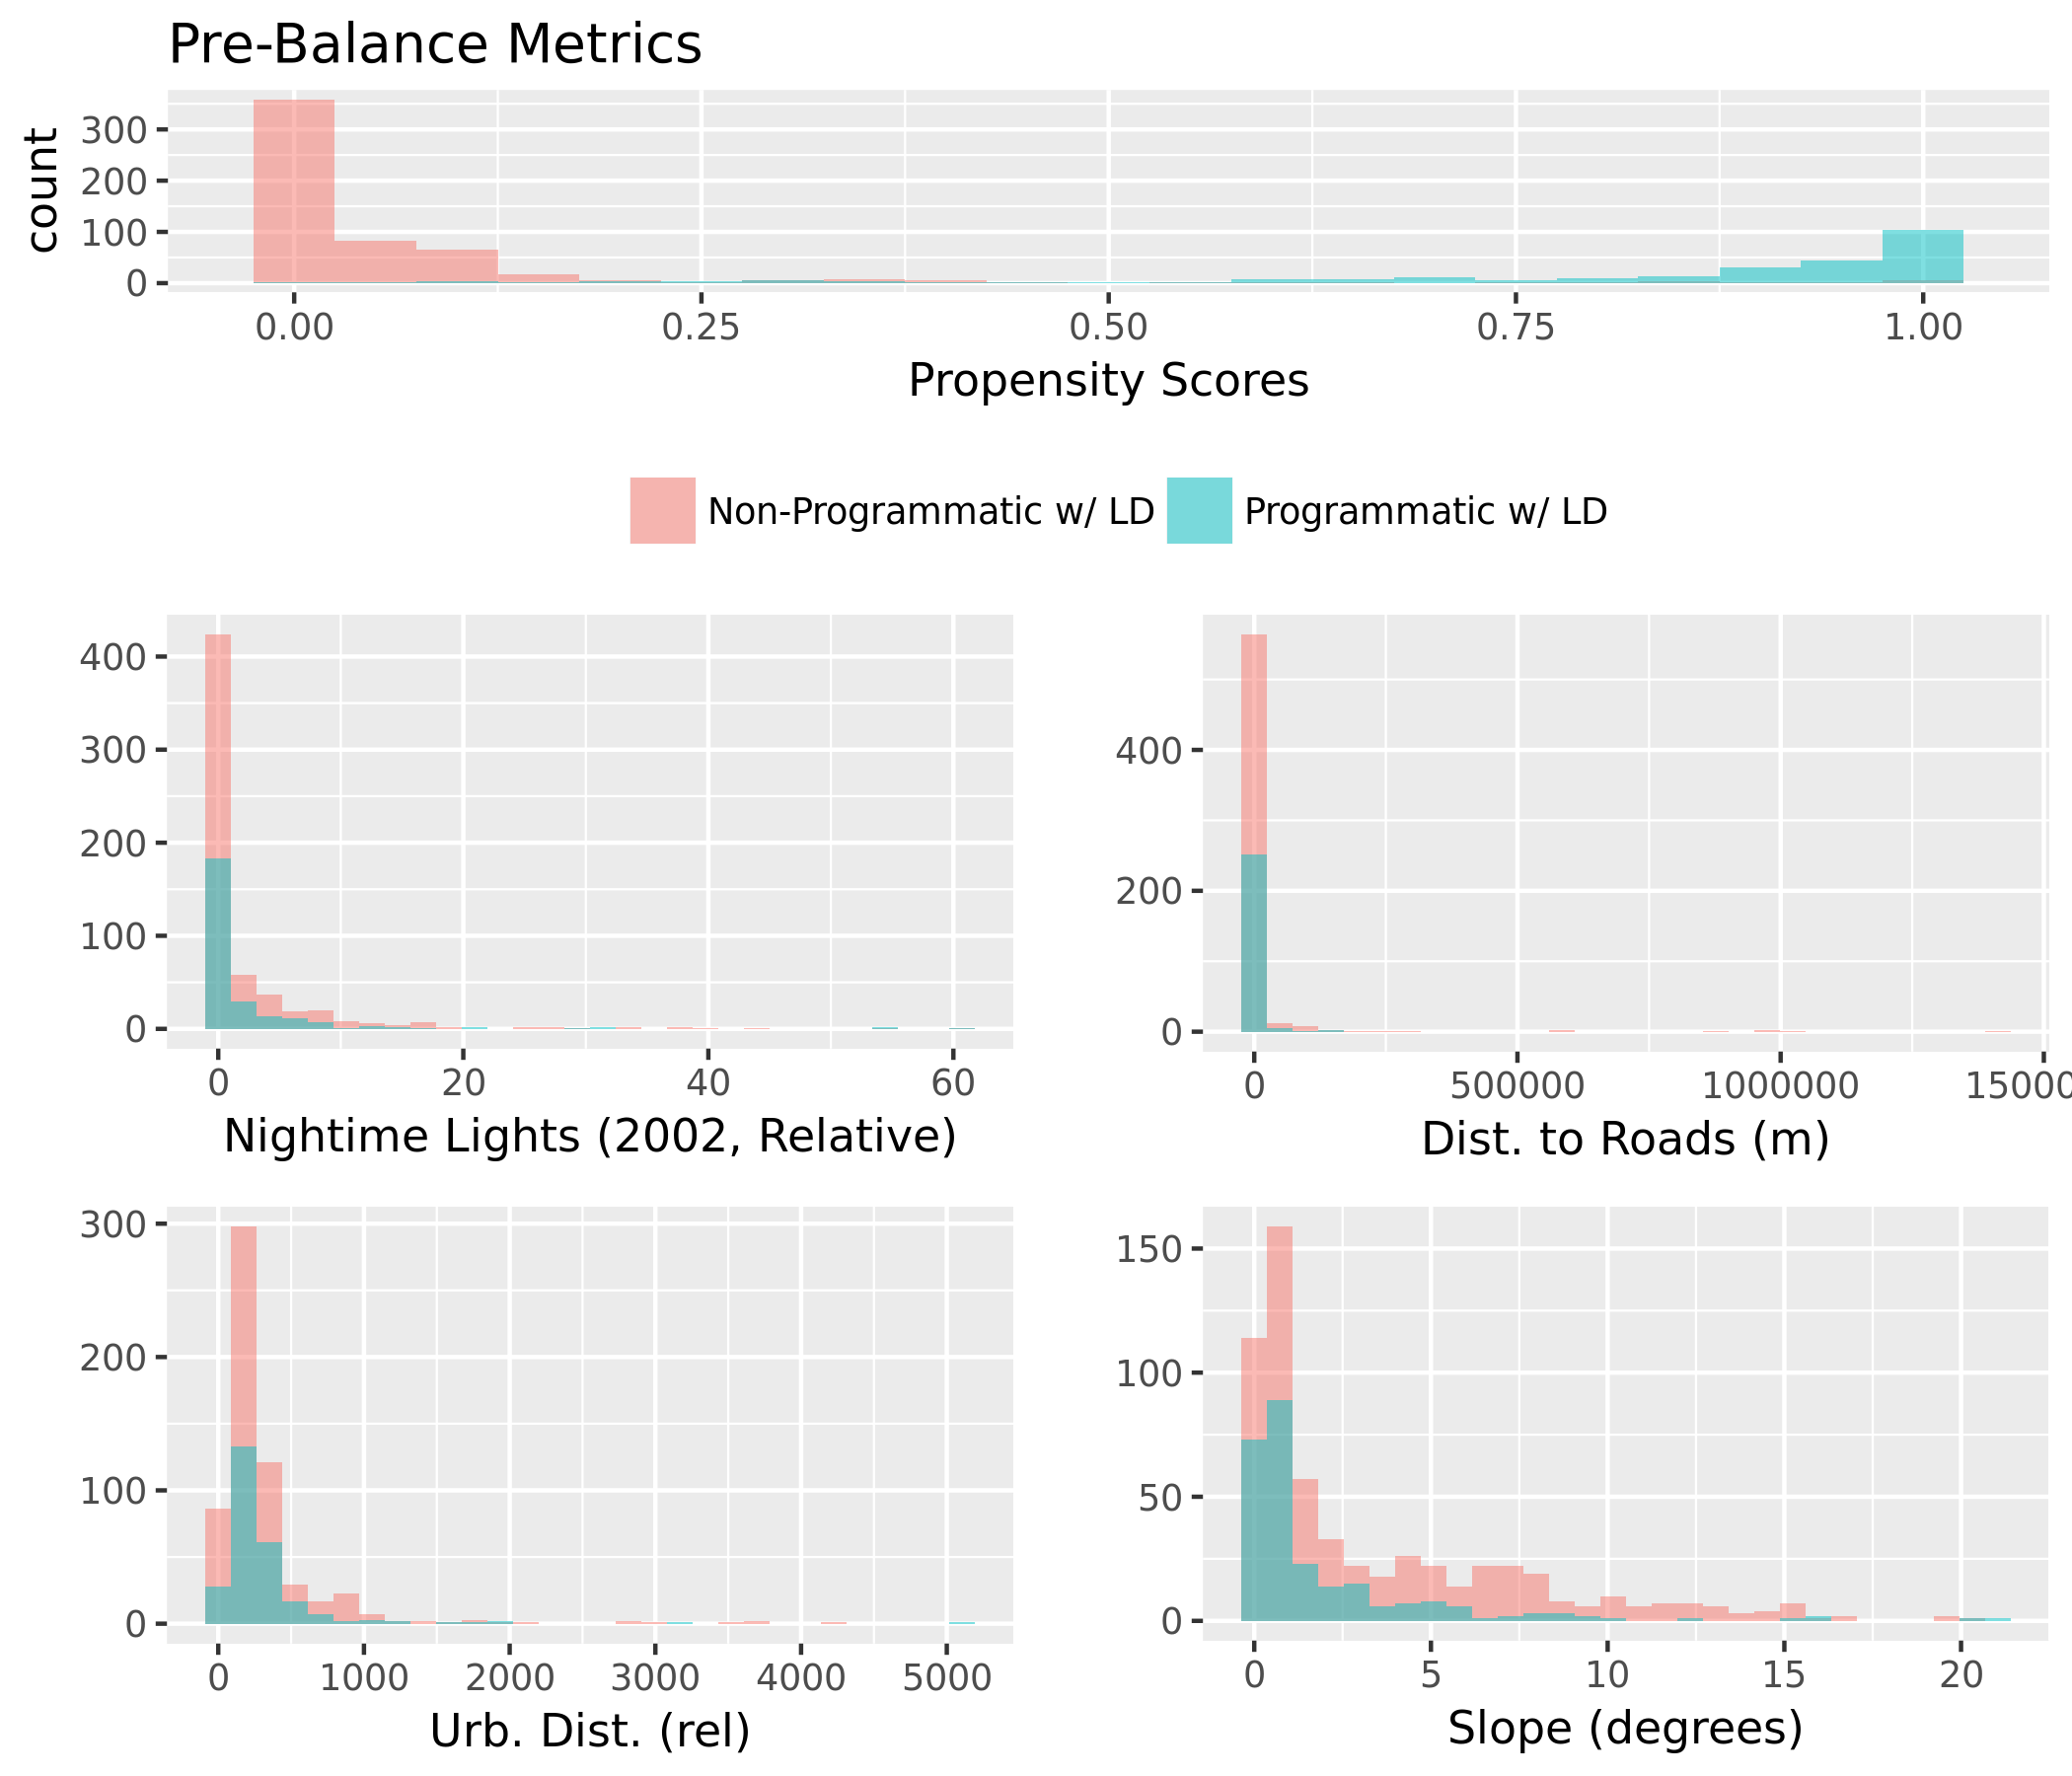 Pre-Balance Metrics
count
300
200
100
0
0.00 0.25 0.50 0.75 1.00
Propensity Scores
Non-Programmatic w/ LD Programmatic w/ LD
400
300
200
100
0
0 20 40 60
Nightime Lights (2002, Relative)
400
200
0
0 500000 1000000 15000
Dist. to Roads (m)
300
200
100
0
0 1000 2000 3000 4000 5000
Urb. Dist. (rel)
150
100
50
0
0 5 10 15 20
Slope (degrees)